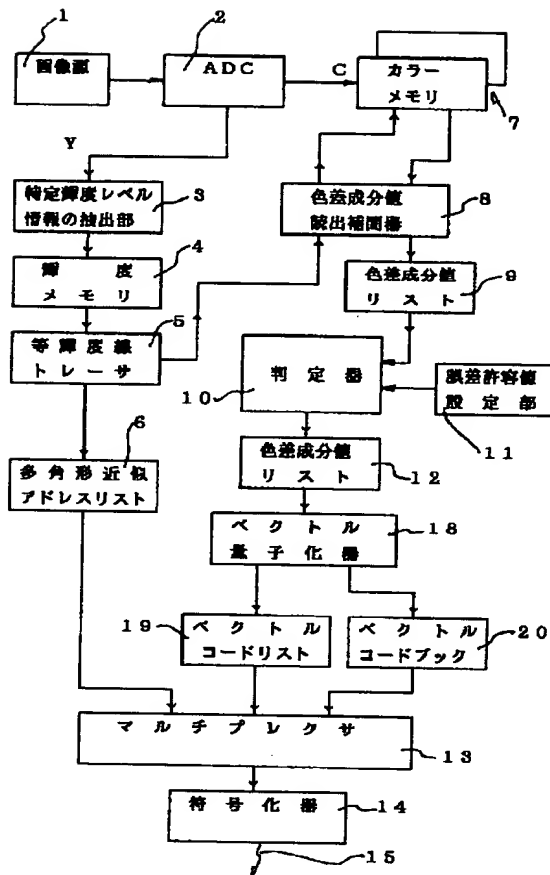 1
2
画像源
ADC
C
カラー
メモリ
7
Y
特定輝度レベル
情報の抽出部
3
色差成分値
読出補間器
8
輝度
メモリ
4
色差成分値
リスト
9
等輝度線
トレーサ
5
判定器
10
誤差許容値
設定部
11
6
多角形近似
アドレスリスト
色差成分値
リスト
12
ベクトル
量子化器
18
19
ベクトル
コードリスト
ベクトル
コードブック
20
マルチプレクサ
13
符号化器
14
15